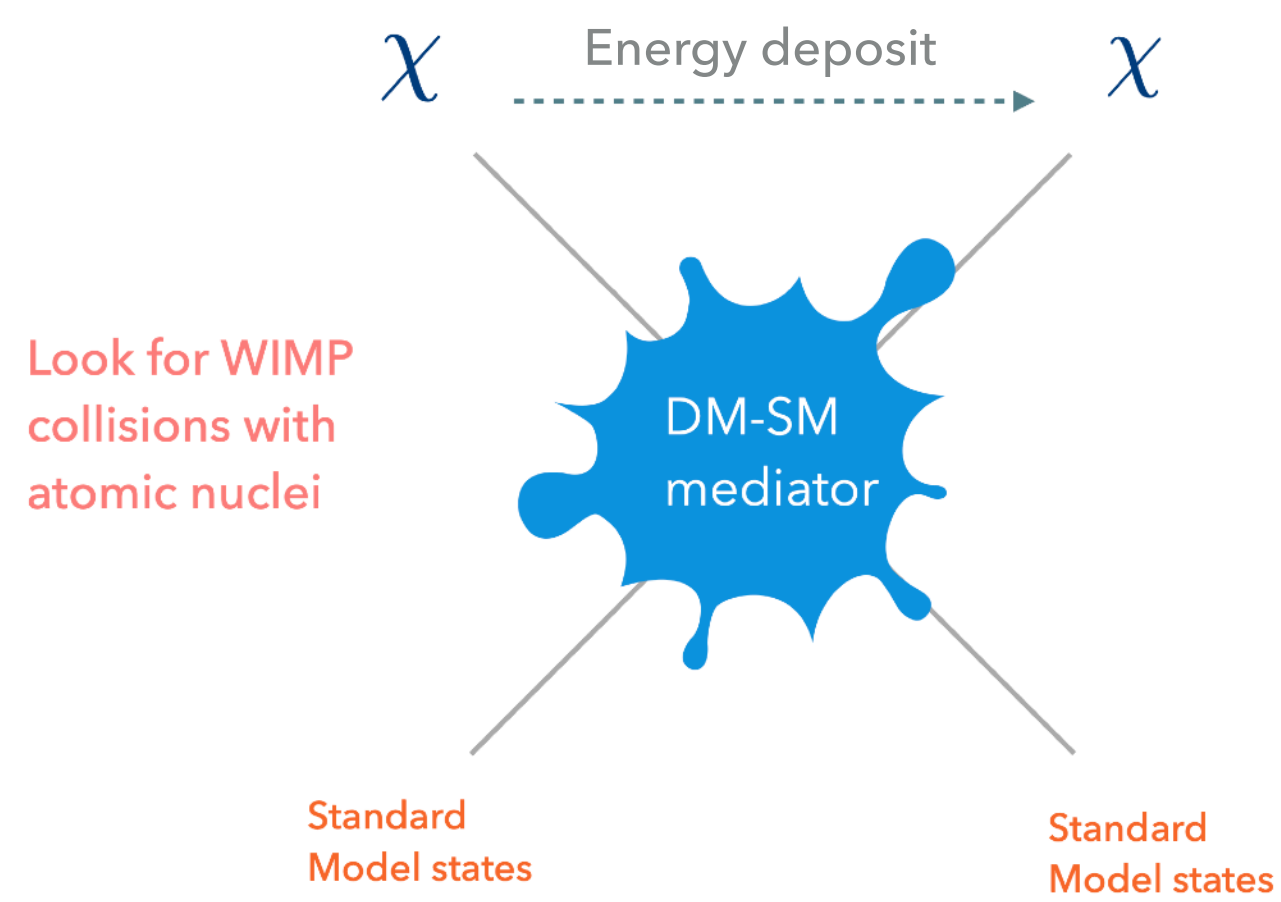 χ Energy deposit χ
Look for WIMP
collisions with
atomic nuclei
DM-SM
mediator
Standard
Model states
Standard
Model states